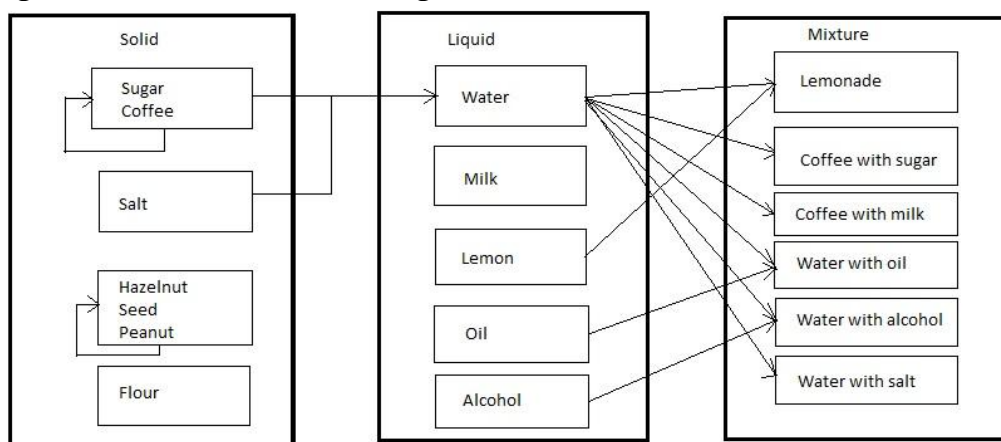 Solid
Sugar
Coffee
Salt
Hazelnut
Seed
Peanut
Flour
Liquid
Water
Milk
Lemon
Oil
Alcohol
Mixture
Lemonade
Coffee with sugar
Coffee with milk
Water with oil
Water with alcohol
Water with salt